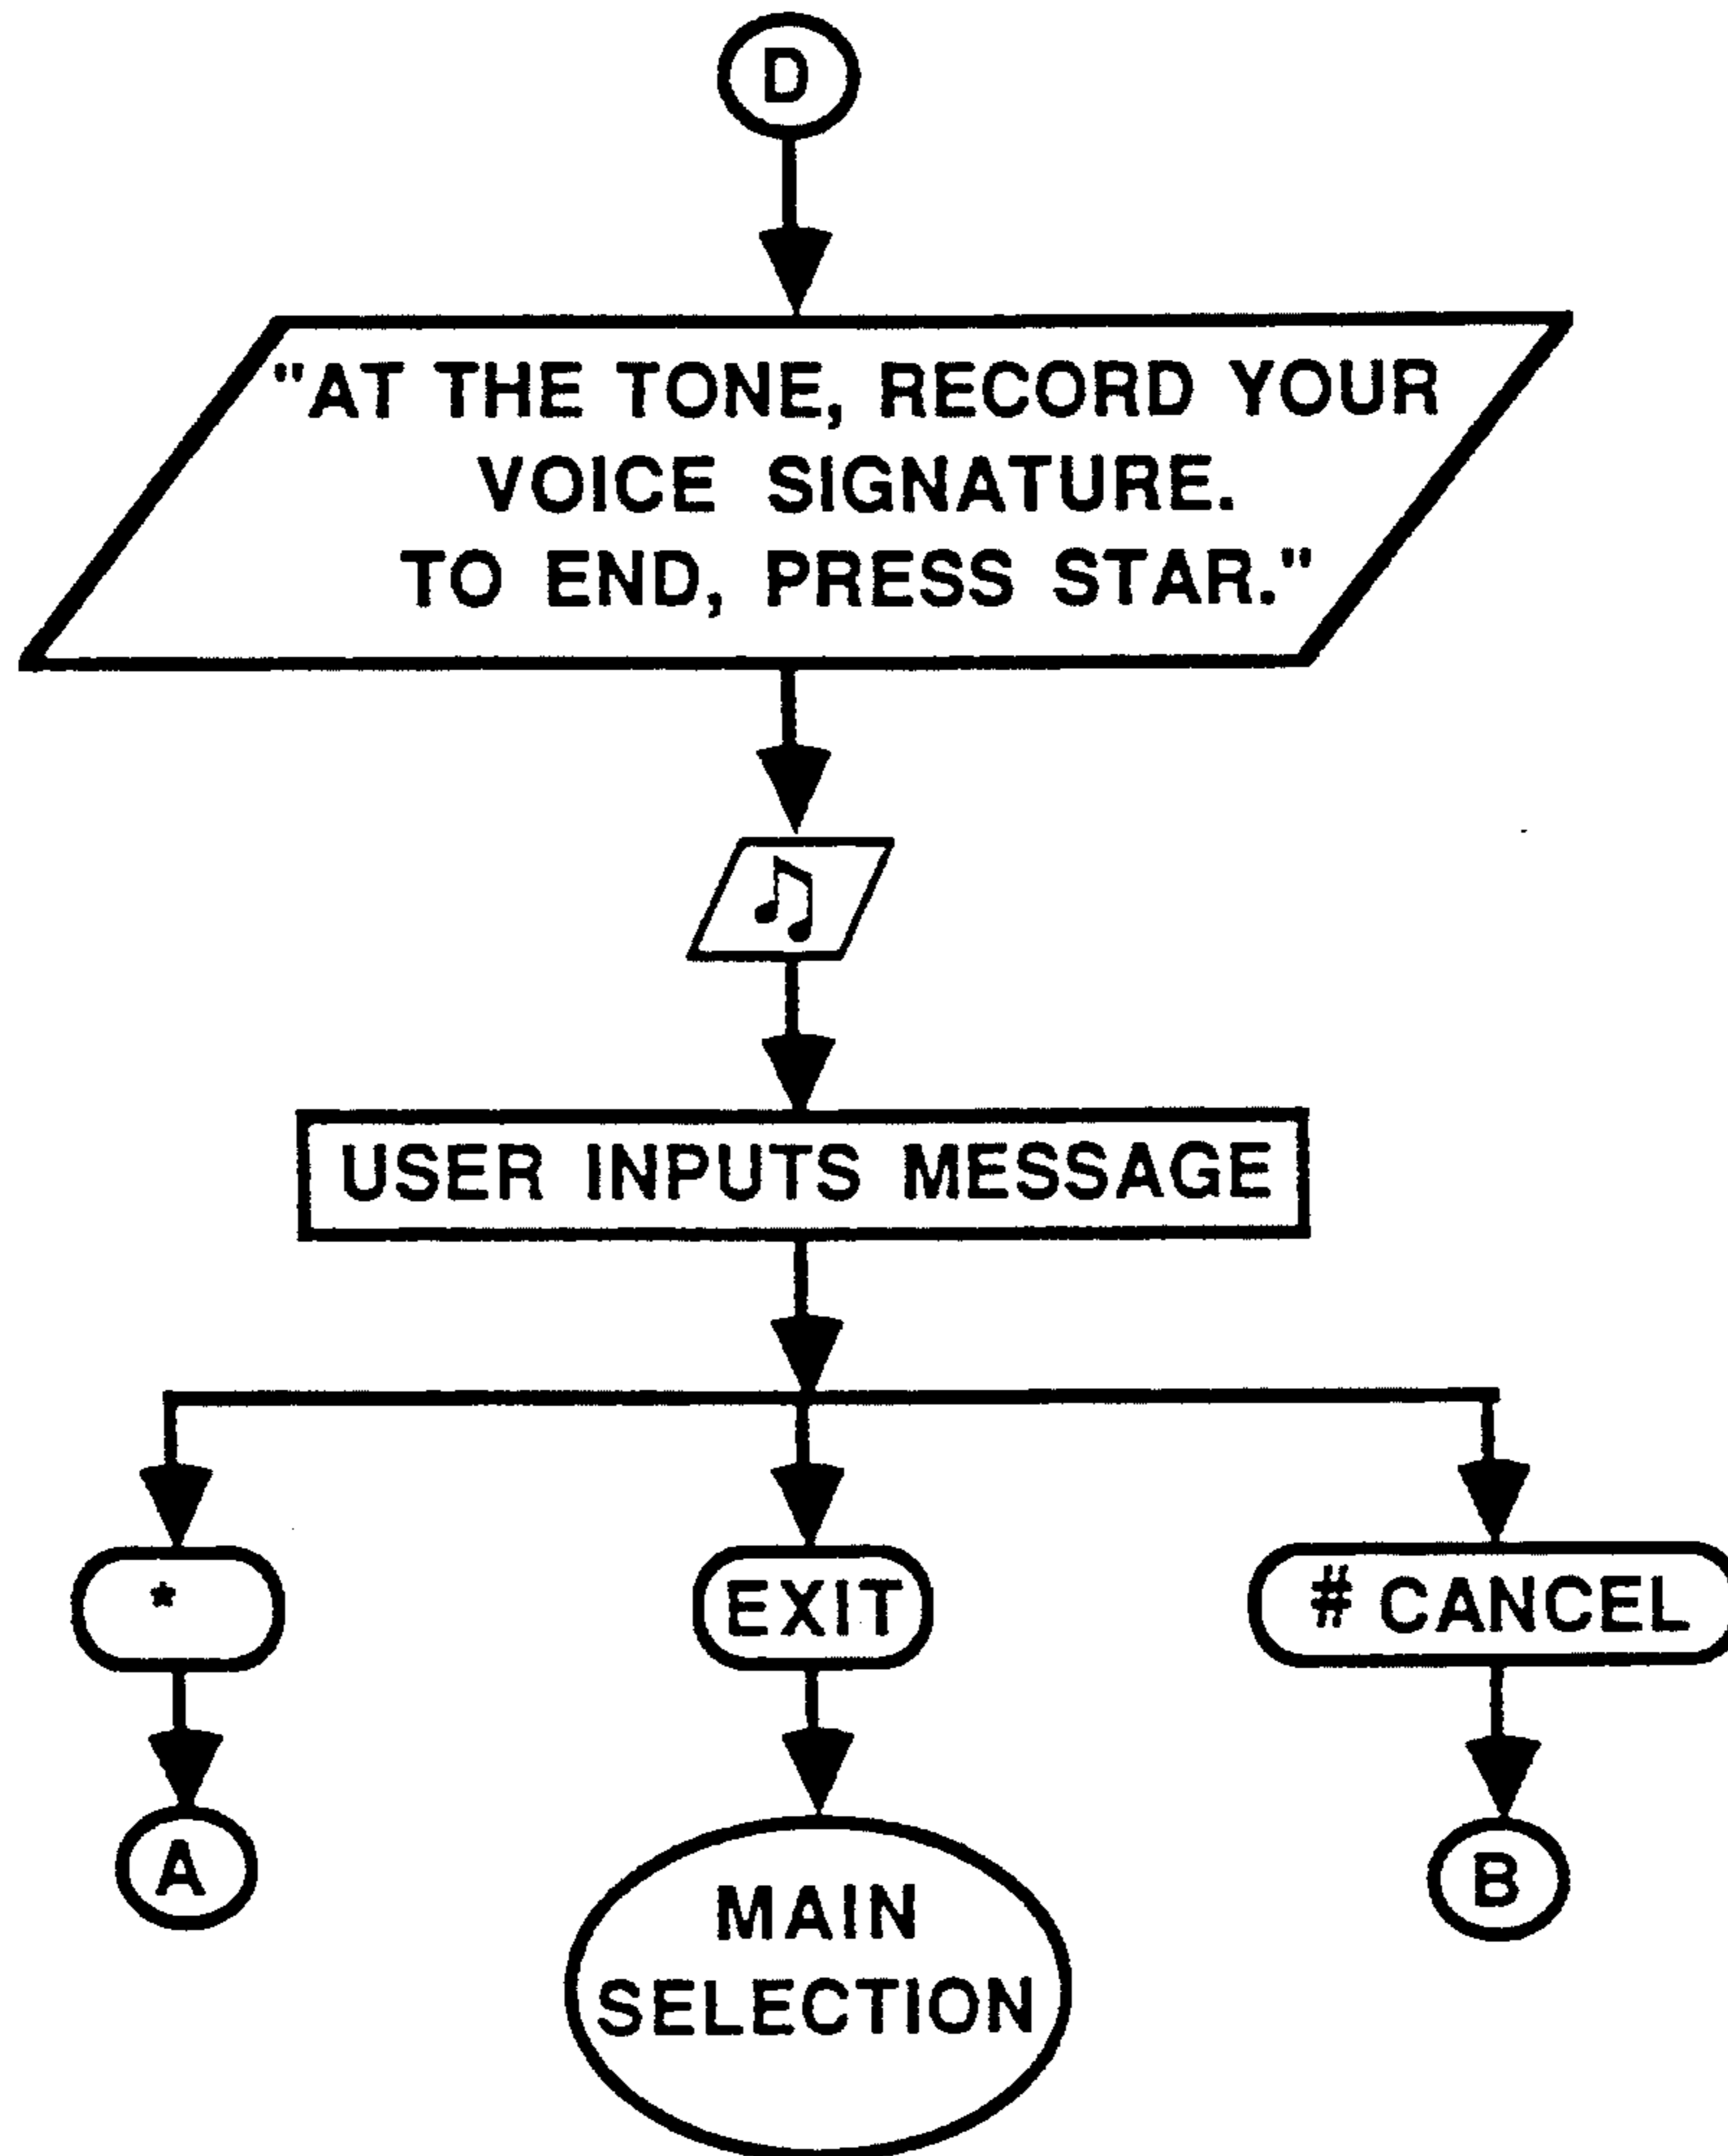 D
"AT THE TONE, RECORD YOUR
VOICE SIGNATURE.
TO END, PRESS STAR."
USER INPUTS MESSAGE
*
EXIT
# CANCEL
A
MAIN
SELECTION
B